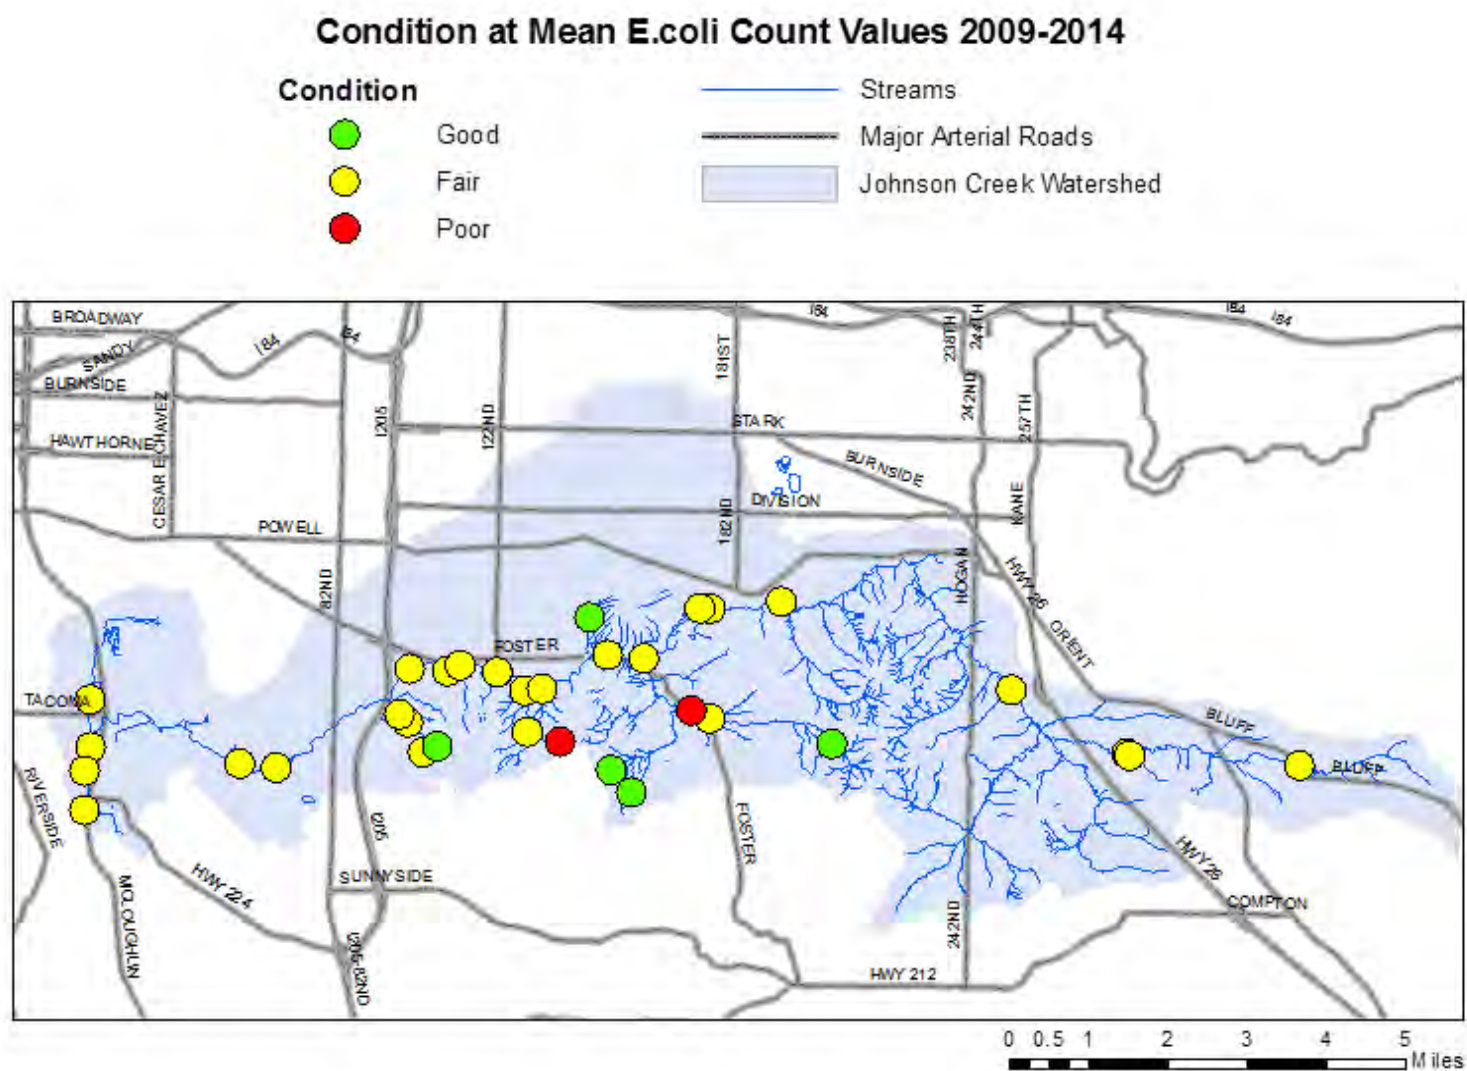 Condition at Mean E.coli Count Values 2009-2014
Condition
Good
Fair
Poor
Streams
Major Arterial Roads
Johnson Creek Watershed
BROADWAY
SANDY
I84
I84
I84
I84
I84
BURNSIDE
HAWTHORNE
CESAR E CHAVEZ
I205
122ND
181ST
238TH
244TH
242ND
257TH
STARK
BURNSIDE
DIVISION
KANE
POWELL
182ND
82ND
HOGAN
HWY 26
ORIENT
FOSTER
TACOMA
BLUFF
BLUFF
RIVERSIDE
I205
FOSTER
HWY 224
SUNNYSIDE
MCLOUGHLIN
HWY 26
COMPTON
242ND
I205-82ND
HWY 212
0 0.5 1 2 3 4 5
Miles